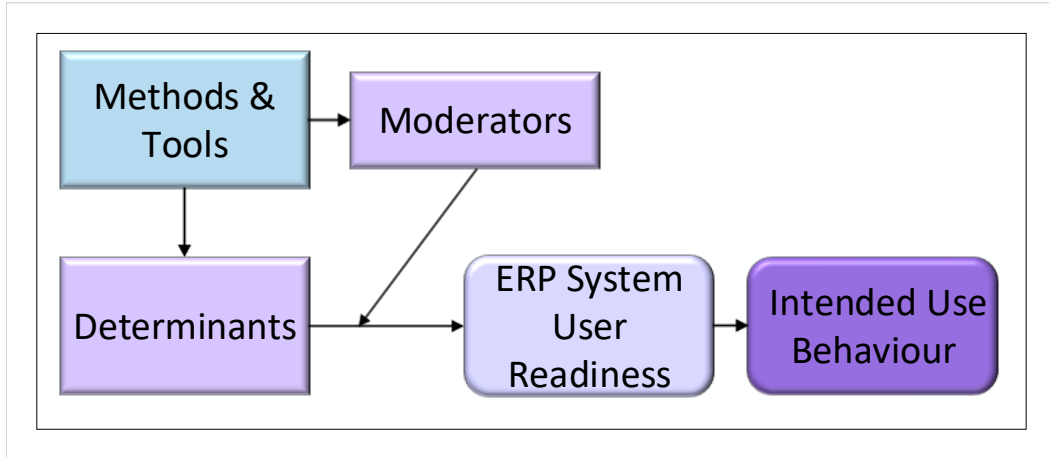 Methods &
Tools
Moderators
Determinants
ERP System
User
Readiness
Intended Use
Behaviour